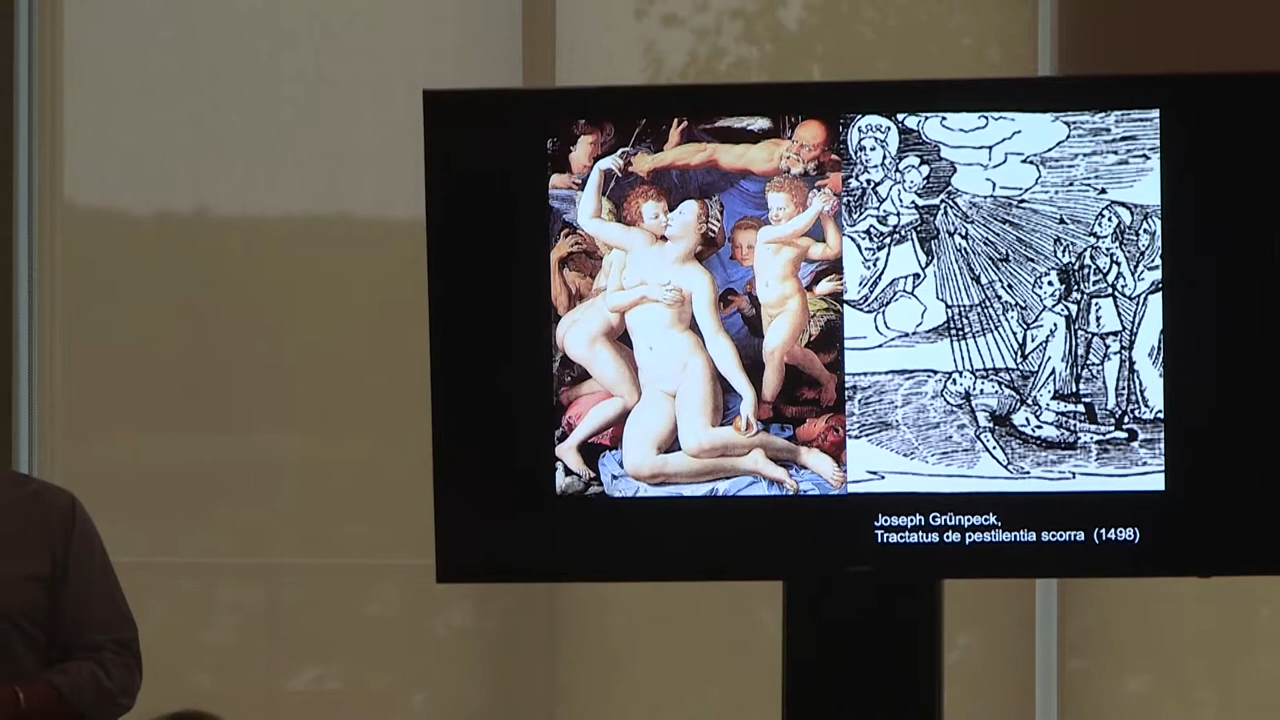 Joseph Grünpeck,
Tractatus de pestilentia scorra (1498)